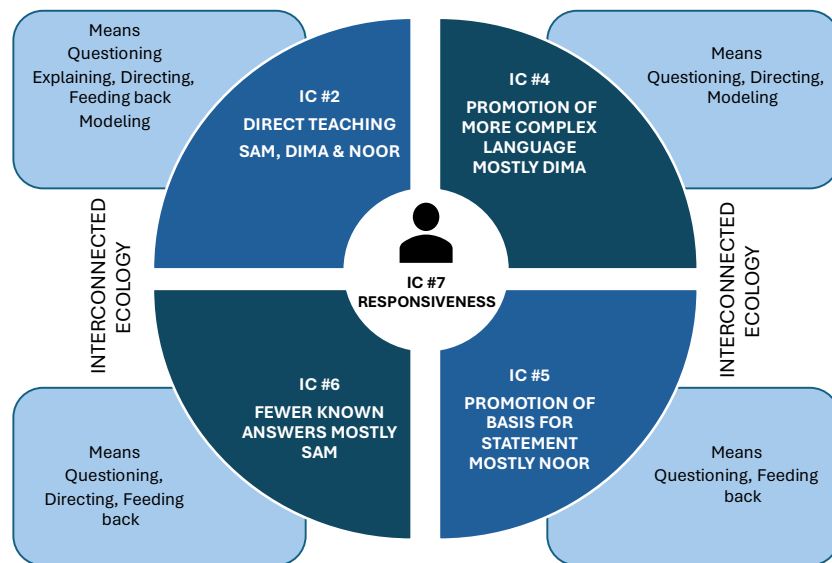 Means
Questioning
Explaining, Directing,
Feeding back
Modeling
IC #2
DIRECT TEACHING
SAM, DIMA & NOOR
IC #4
PROMOTION OF
MORE COMPLEX
LANGUAGE
MOSTLY DIMA
Means
Questioning, Directing,
Modeling
INTERCONNECTED
ECOLOGY
IC #7
RESPONSIVENESS
INTERCONNECTED
ECOLOGY
Means
Questioning,
Directing, Feeding
back
IC #6
FEWER KNOWN
ANSWERS MOSTLY
SAM
IC #5
PROMOTION OF
BASIS FOR
STATEMENT
MOSTLY NOOR
Means
Questioning, Feeding
back